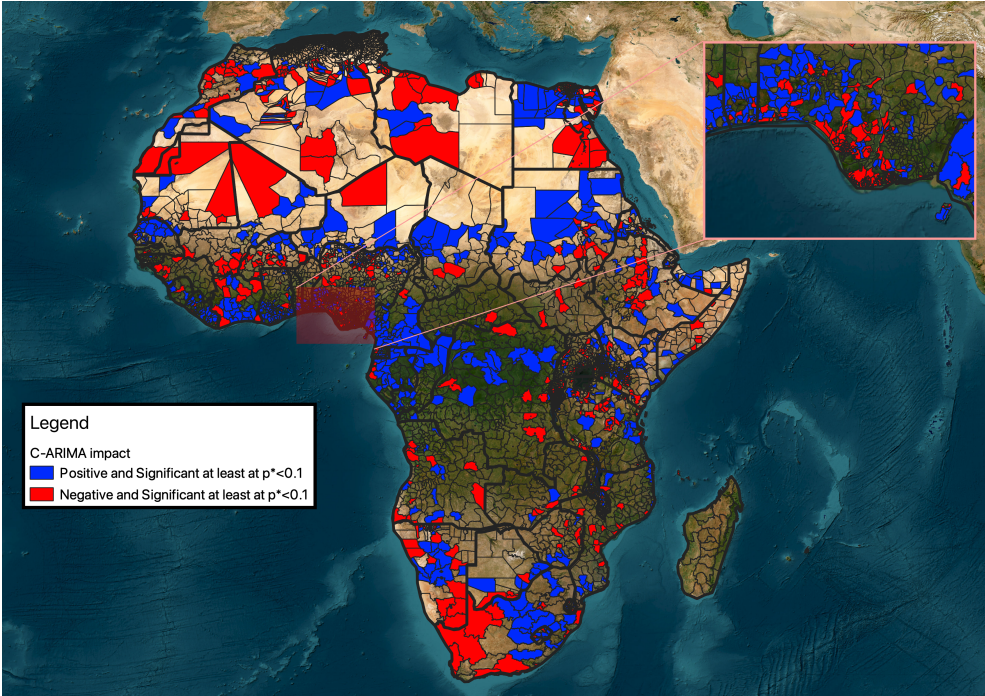 Legend
C-ARIMA impact
Positive and Significant at least at p*<0.1
Negative and Significant at least at p*<0.1